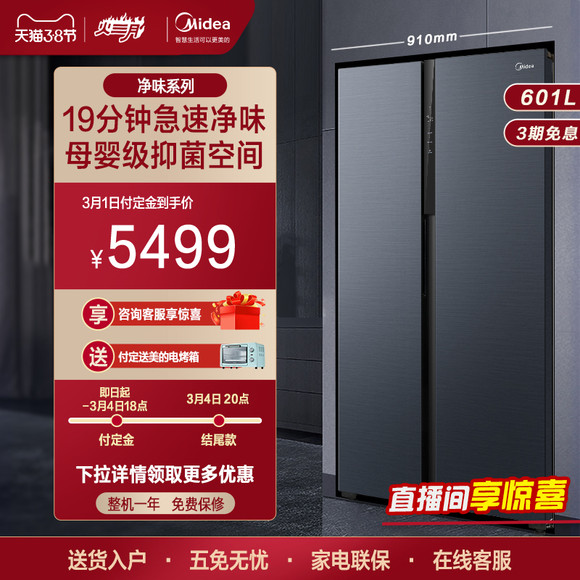 天猫3.8节
Midea
智慧生活可以更美的
910mm
Midea
601L
3期免息
净味系列
19分钟急速净味
母婴级抑菌空间
3月1日付定金到手价
¥5499
享 咨询客服享惊喜
送 付定送美的电烤箱
即日起
-3月4日18点
3月4日 20点
付定金
结尾款
下拉详情领取更多优惠
整机一年 免费保修
直播间享惊喜
送货入户 · 五免无忧 · 家电联保 · 在线客服